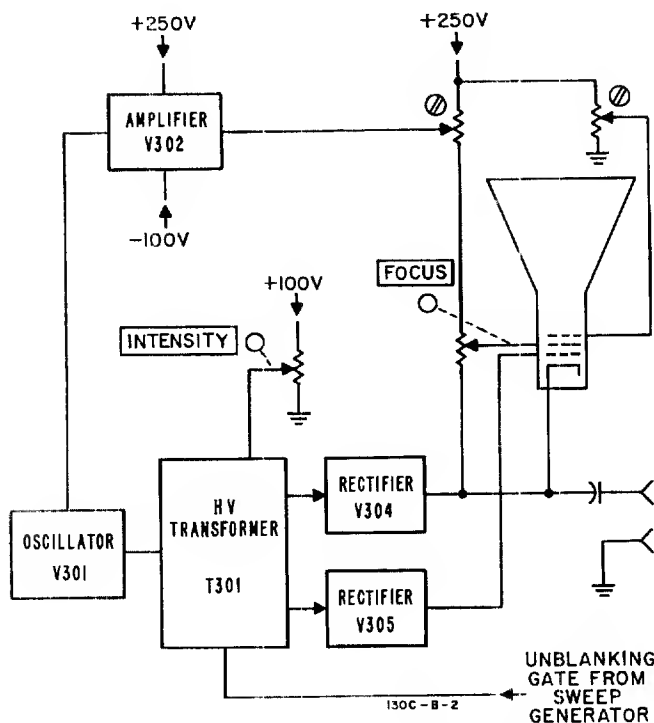 +250V
+250V
AMPLIFIER
V302
-100V
FOCUS
+100V
INTENSITY
HV
TRANSFORMER
T301
RECTIFIER
V304
OSCILLATOR
V301
RECTIFIER
V305
UNBLANKING
GATE FROM
SWEEP
GENERATOR
130C-B-2